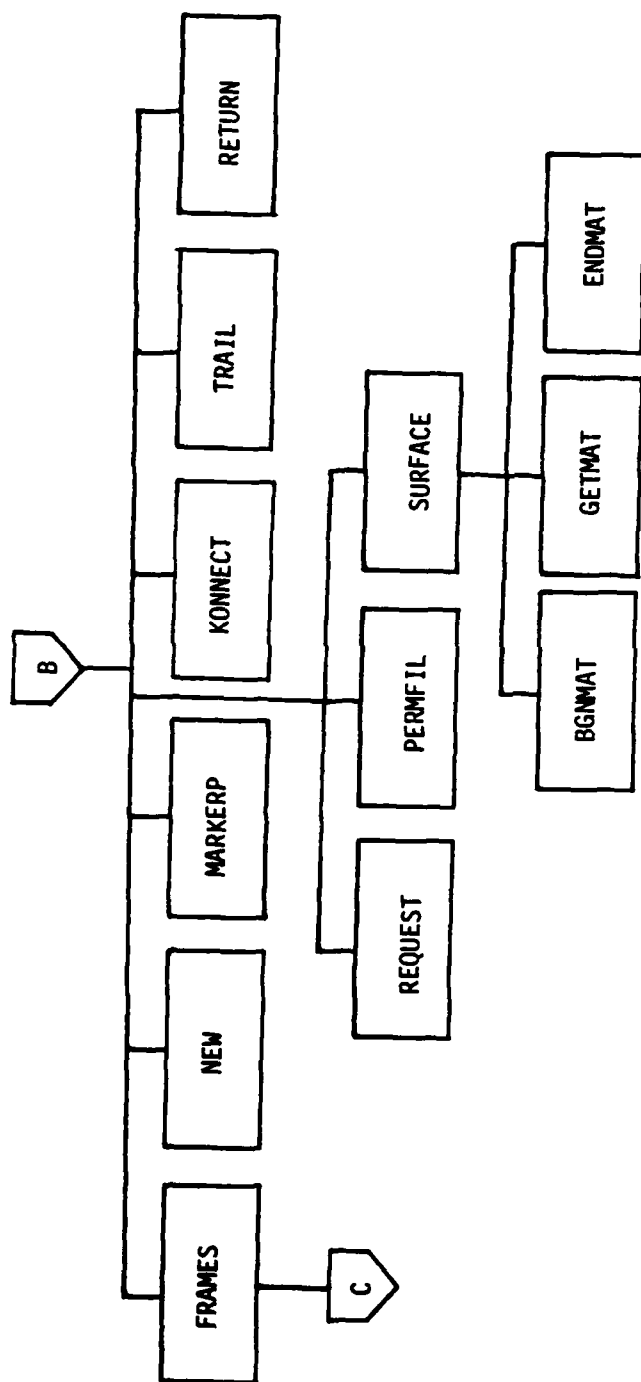 B
FRAMES
NEW
MARKERP
KONNECT
TRAIL
RETURN
C
REQUEST
PERMFIL
SURFACE
BGNMAT
GETMAT
ENDMAT